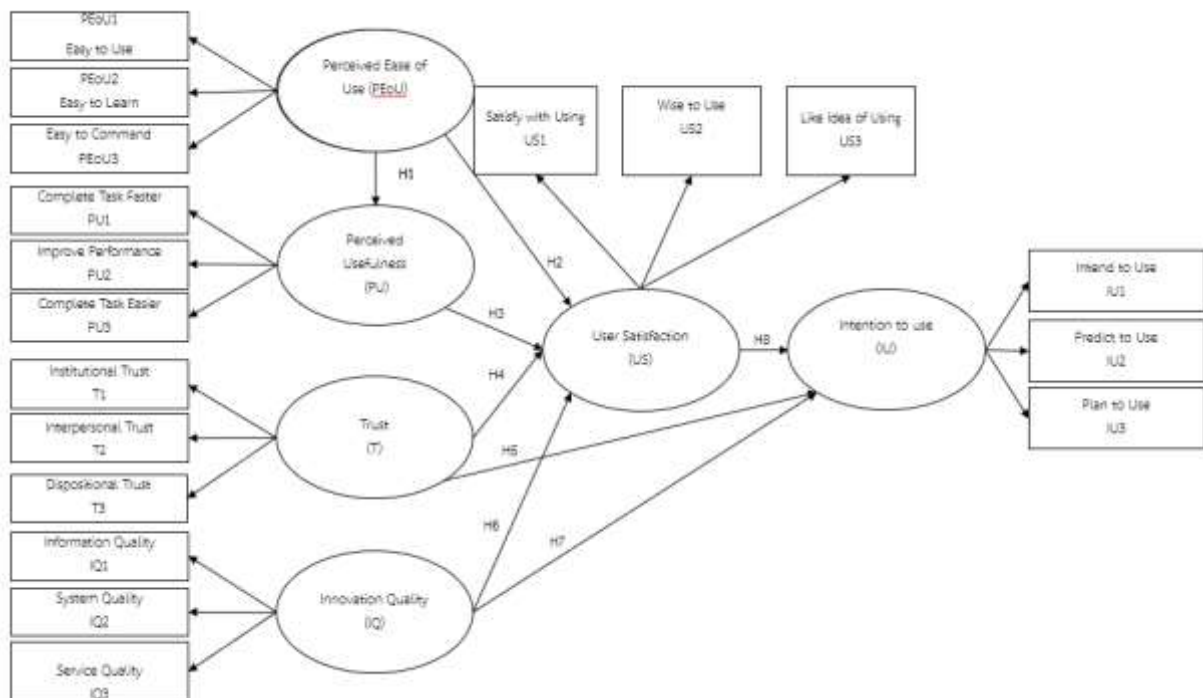 PEoU1
Easy to Use
PEoU2
Easy to Learn
Easy to Command
PEoU3
Complete Task Faster
PU1
Improve Performance
PU2
Complete Task Easier
PU3
Institutional Trust
T1
Interpersonal Trust
T2
Dispositional Trust
T3
Information Quality
IQ1
System Quality
IQ2
Service Quality
IQ3
Perceived Ease of
Use (PEoU)
H1
Perceived
Usefulness
(PU)
Trust
(T)
Innovation Quality
(IQ)
H2
H3
H4
H5
H6
H7
Satisfy with Using
US1
Wise to Use
US2
Like Idea of Using
US3
User Satisfaction
(US)
H8
Intention to use
(IU)
Intend to Use
IU1
Predict to Use
IU2
Plan to Use
IU3